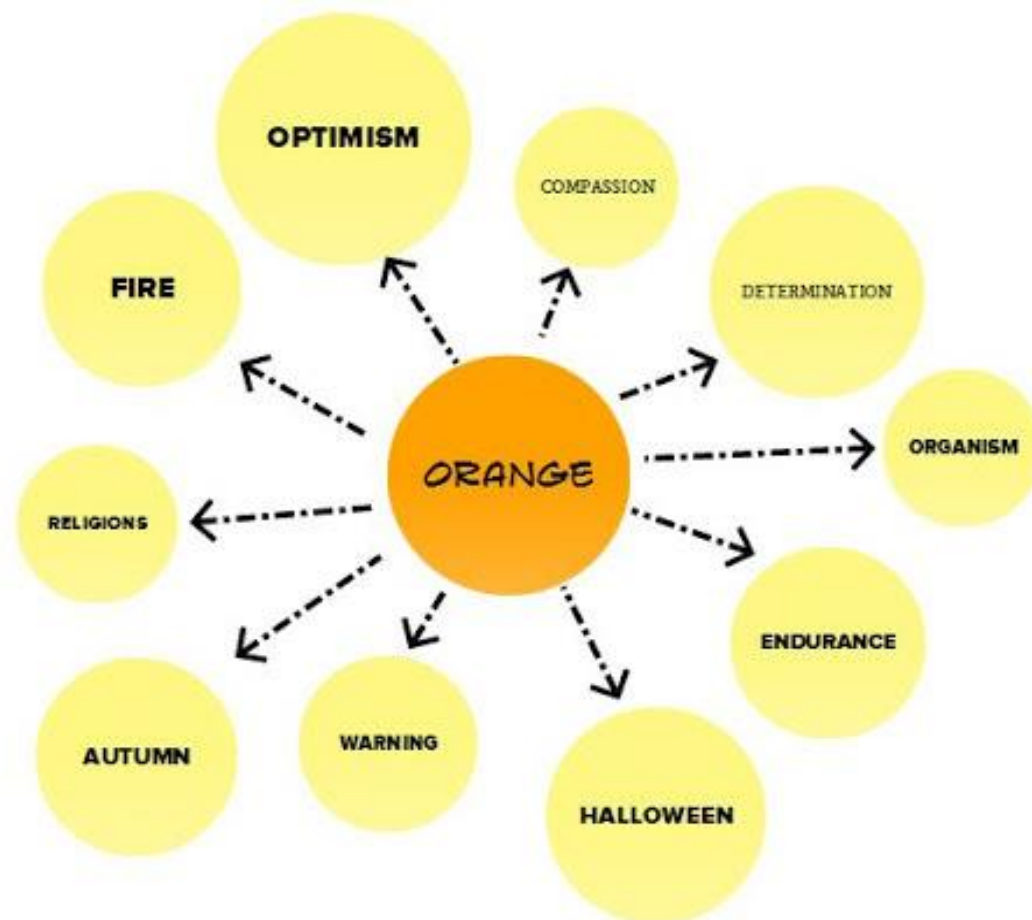 OPTIMISM
COMPASSION
FIRE
DETERMINATION
ORGANISM
ORANGE
RELIGIONS
ENDURANCE
WARNING
AUTUMN
HALLOWEEN